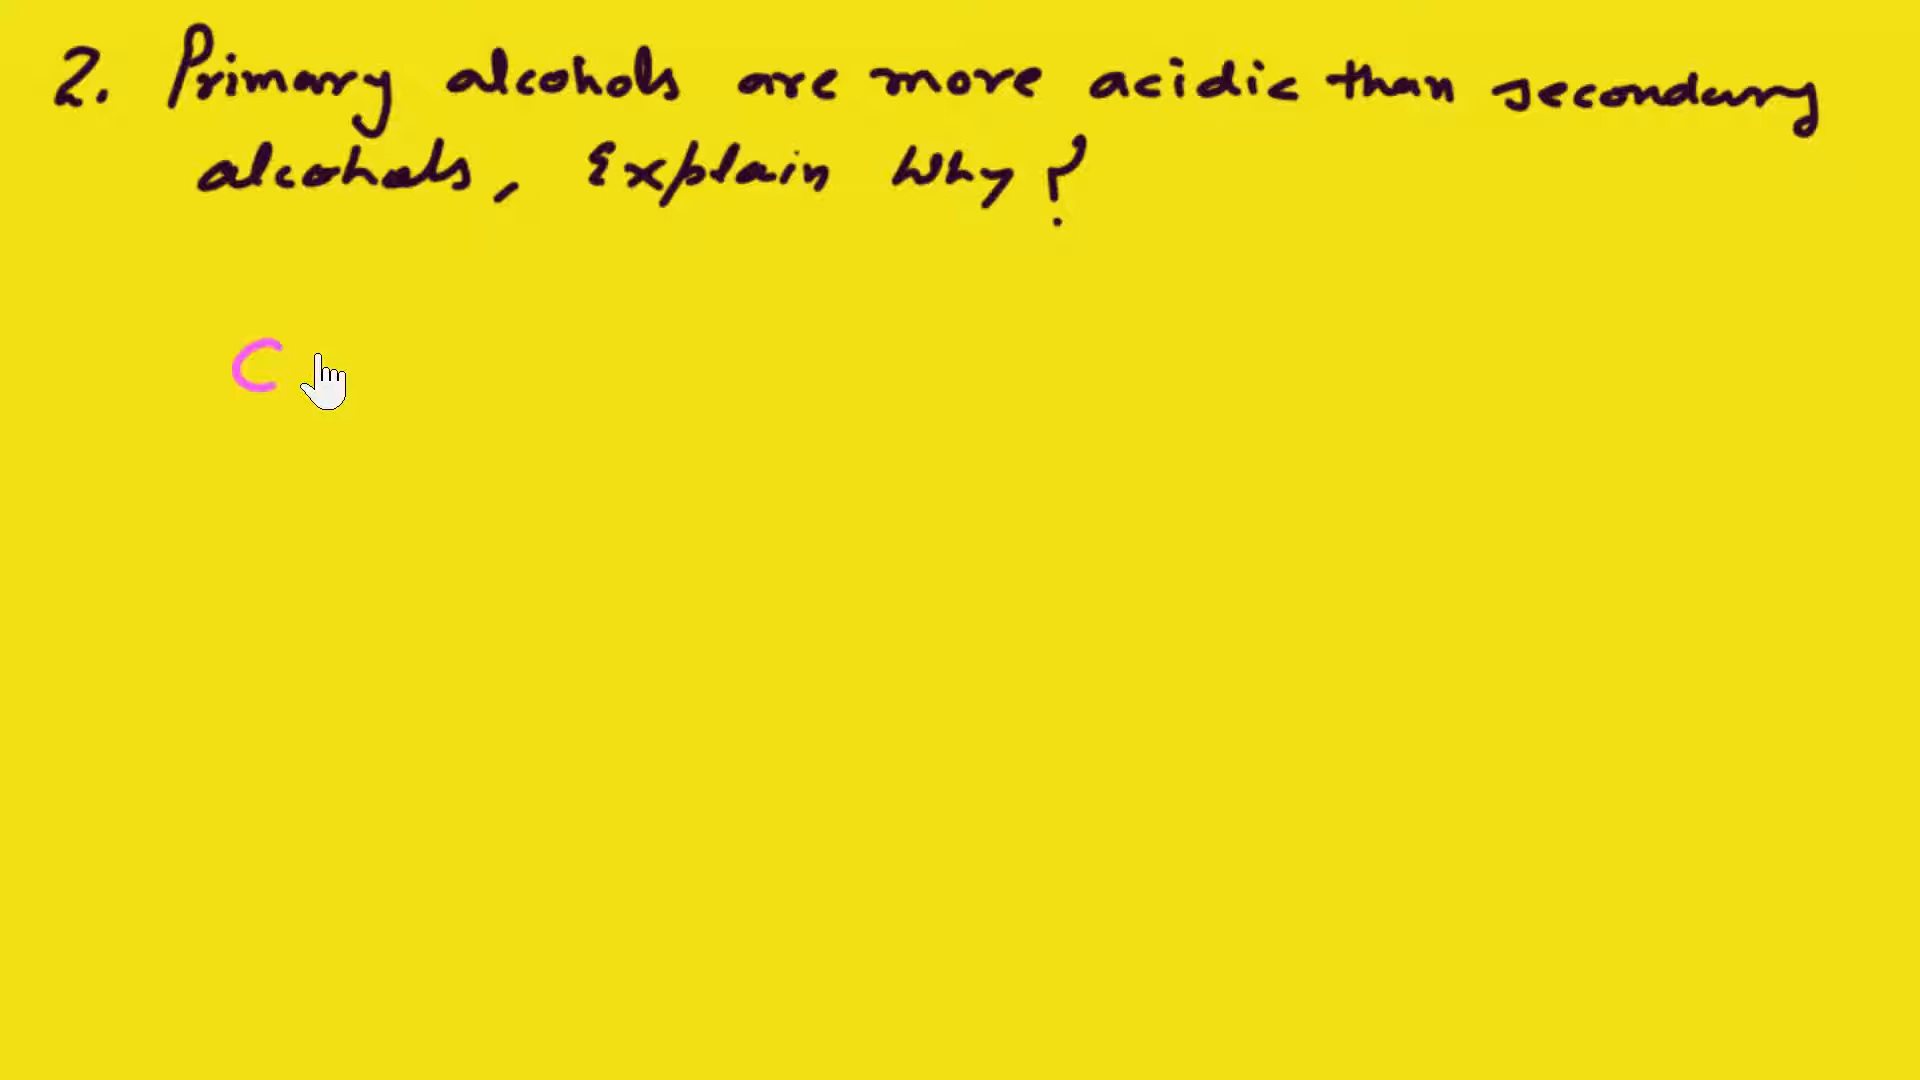 2. Primary alcohols are more acidic than secondary
alcohols, Explain Why?
C